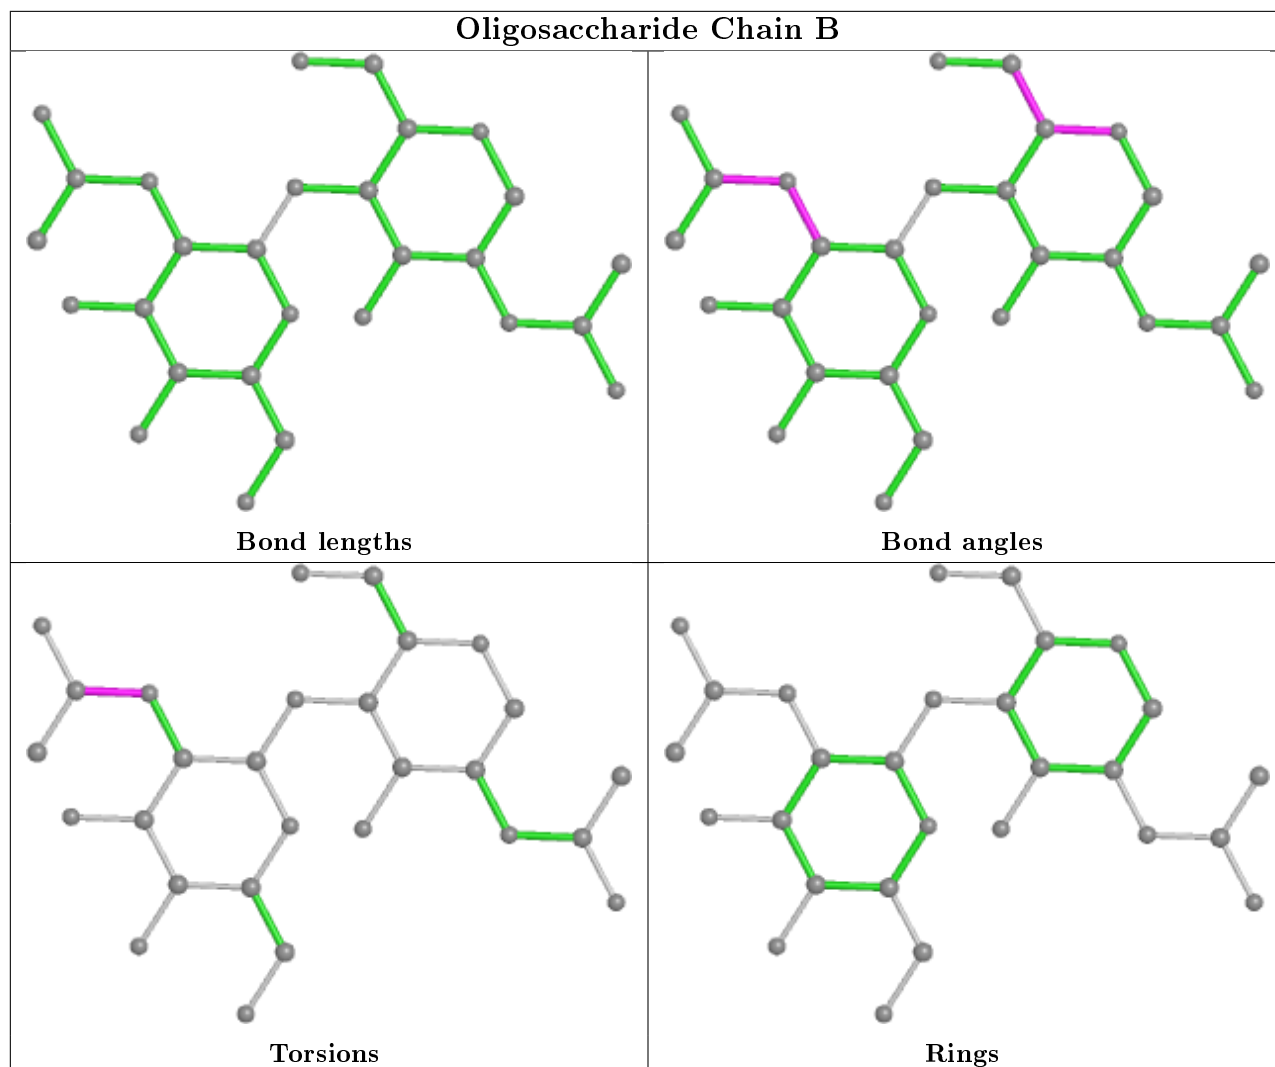 Oligosaccharide Chain B
Bond lengths
Bond angles
Torsions
Rings